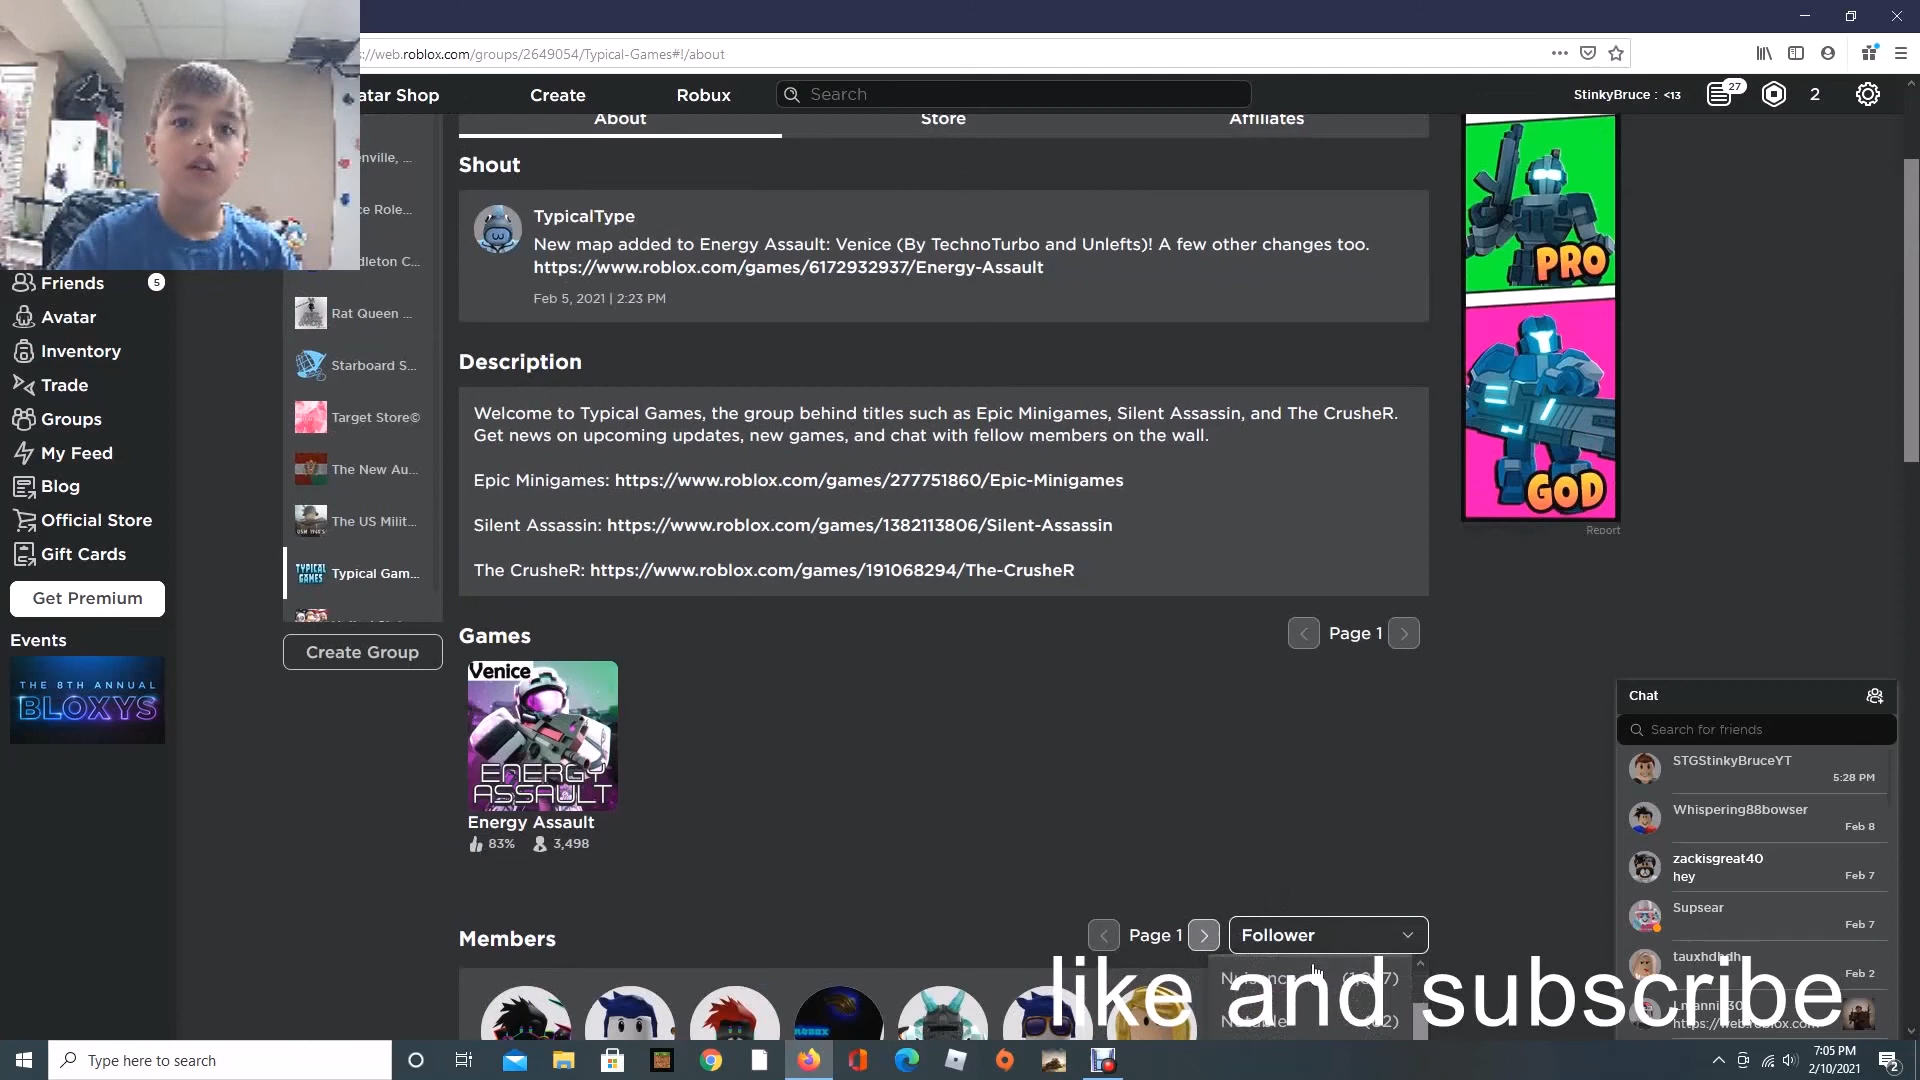 ://web.roblox.com/groups/2649054/Typical-Games#!/about
atar Shop
Create
Robux
Search
StinkyBruce : <13
27
2
About
Store
Affiliates
Friends
5
Avatar
Inventory
Trade
Groups
My Feed
Blog
Official Store
Gift Cards
Get Premium
Events
THE 8TH ANNUAL
BLOXYS
enville, ...
ce Role...
dleton C...
Rat Queen ...
Starboard S...
Target Store©
The New Au...
The US Milit...
Typical Gam...
Create Group
Shout
TypicalType
New map added to Energy Assault: Venice (By TechnoTurbo and Unlefts)! A few other changes too.
https://www.roblox.com/games/6172932937/Energy-Assault
Feb 5, 2021 | 2:23 PM
Description
Welcome to Typical Games, the group behind titles such as Epic Minigames, Silent Assassin, and The CrusheR.
Get news on upcoming updates, new games, and chat with fellow members on the wall.
Epic Minigames: https://www.roblox.com/games/277751860/Epic-Minigames
Silent Assassin: https://www.roblox.com/games/1382113806/Silent-Assassin
The CrusheR: https://www.roblox.com/games/191068294/The-CrusheR
Games
Page 1
Venice
ENERGY
ASSAULT
Energy Assault
83%
3,498
Members
Page 1
Follower
PRO
GOD
Report
Chat
Search for friends
STGStinkyBruceYT
5:28 PM
Whispering88bowser
Feb 8
zackisgreat40
hey
Feb 7
Supsear
Feb 7
tauxhdhdh
Feb 2
https://web.roblox.com...
like and subscribe
Type here to search
7:05 PM
2/10/2021
2